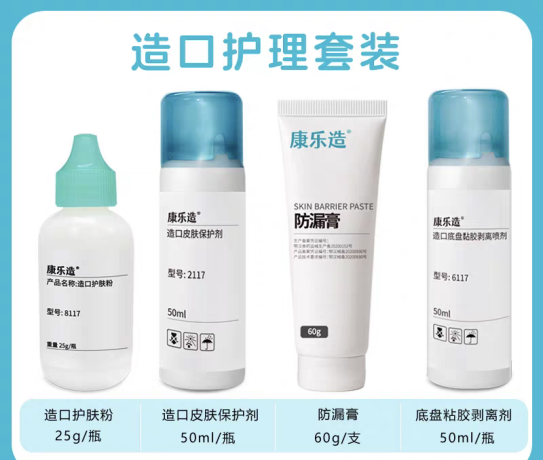 造口护理套装
康乐造®
产品名称:造口护肤粉
型号:8117
重量 25g/瓶
康乐造®
造口皮肤保护剂
型号:2117
50ml
康乐造®
SKIN BARRIER PASTE
防漏膏
60g
康乐造®
造口底盘黏胶剥离喷剂
型号:6117
50ml
造口护肤粉
25g/瓶
造口皮肤保护剂
50ml/瓶
防漏膏
60g/支
底盘粘胶剥离剂
50ml/瓶